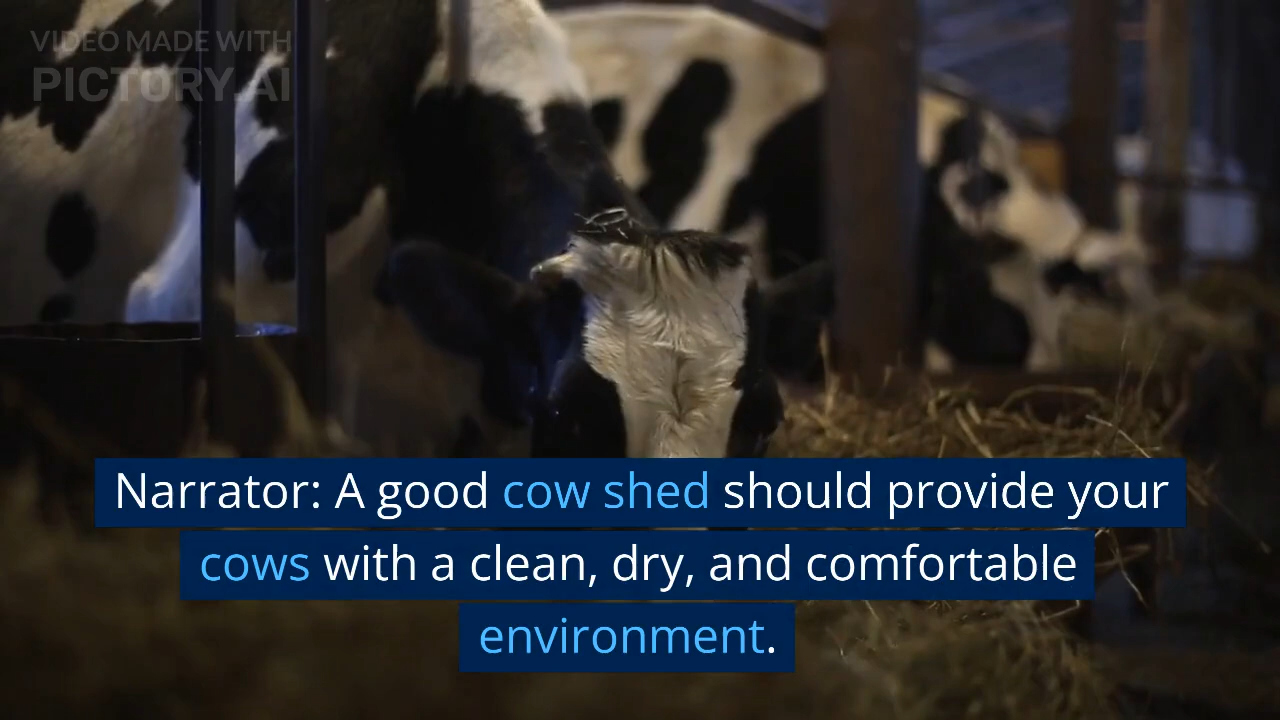 VIDEO MADE WITH
PICTORY.AI
Narrator: A good cow shed should provide your
cows with a clean, dry, and comfortable
environment.